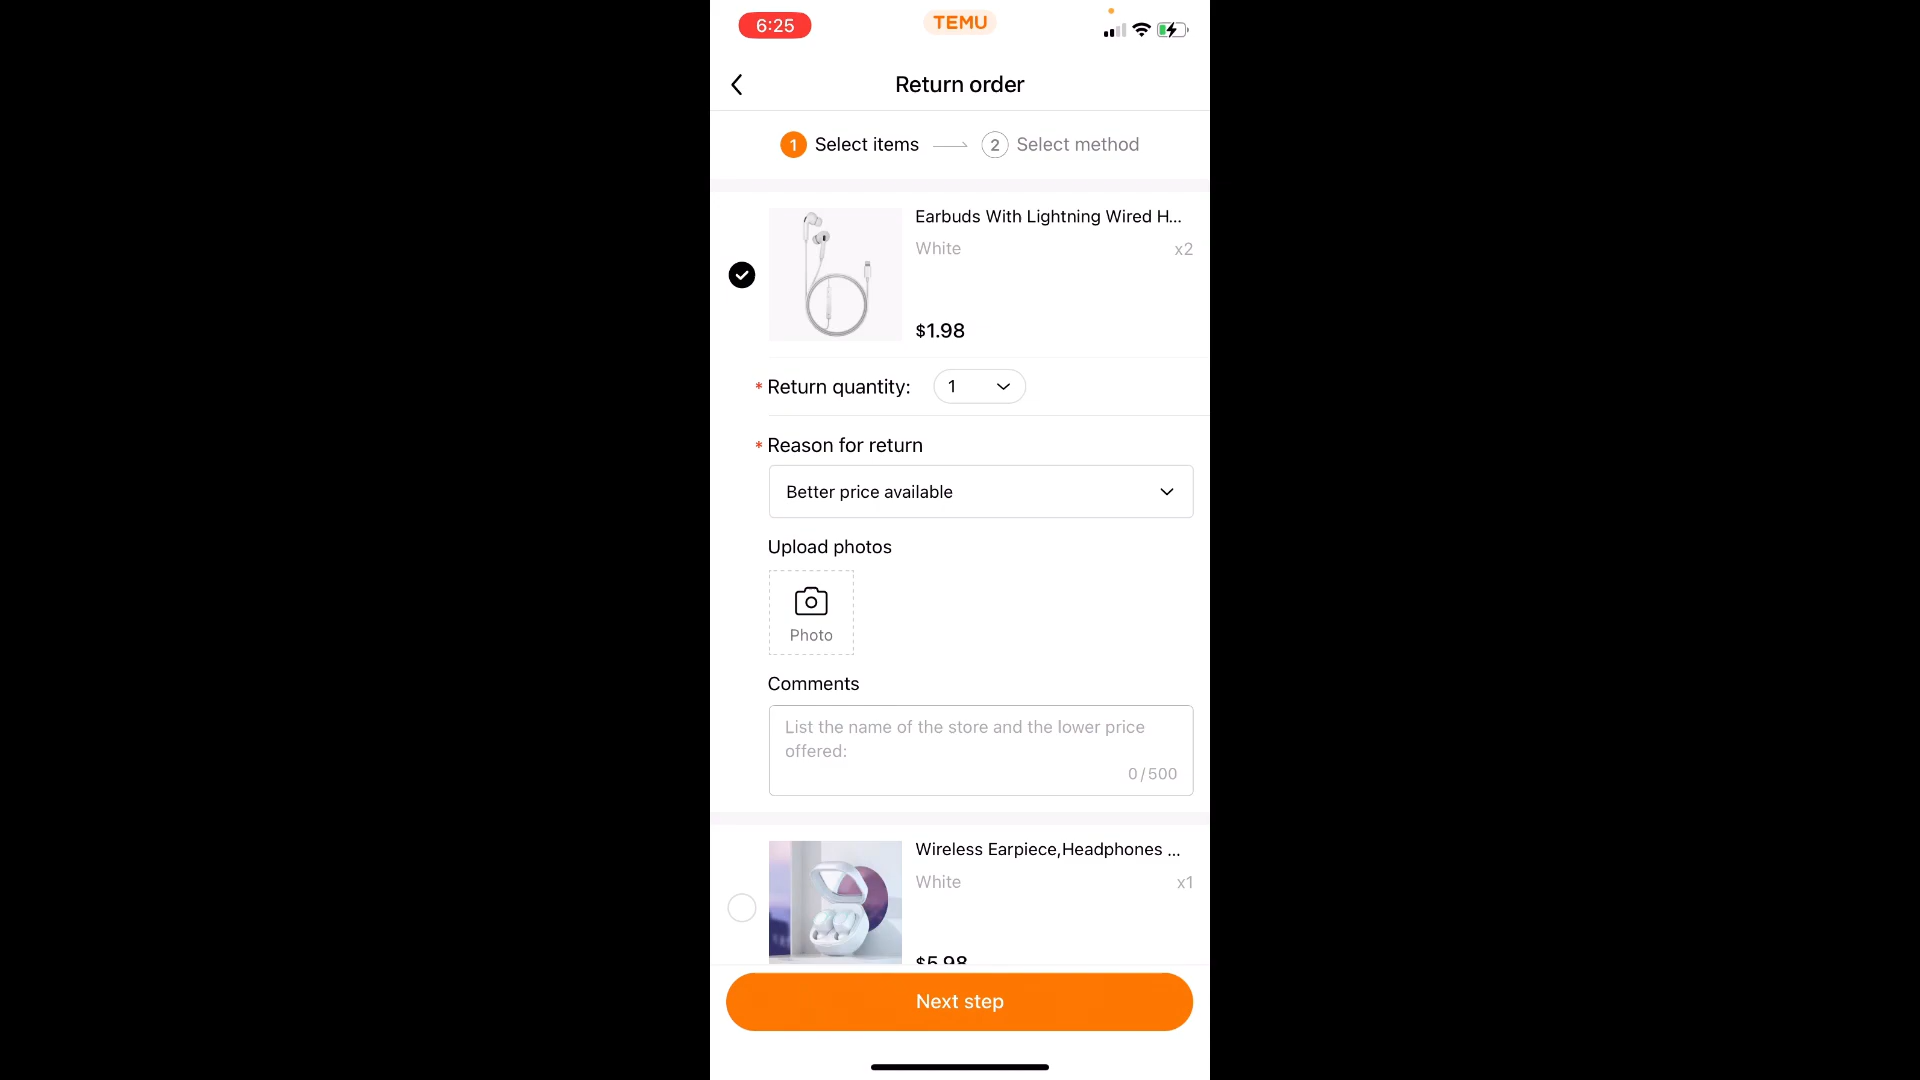 6:25
TEMU
Return order
1 Select items
2 Select method
Earbuds With Lightning Wired H...
White x2
$1.98
* Return quantity: 1
* Reason for return
Better price available
Upload photos
Photo
Comments
List the name of the store and the lower price
offered:
0/500
Wireless Earpiece,Headphones ...
White x1
$5.98
Next step